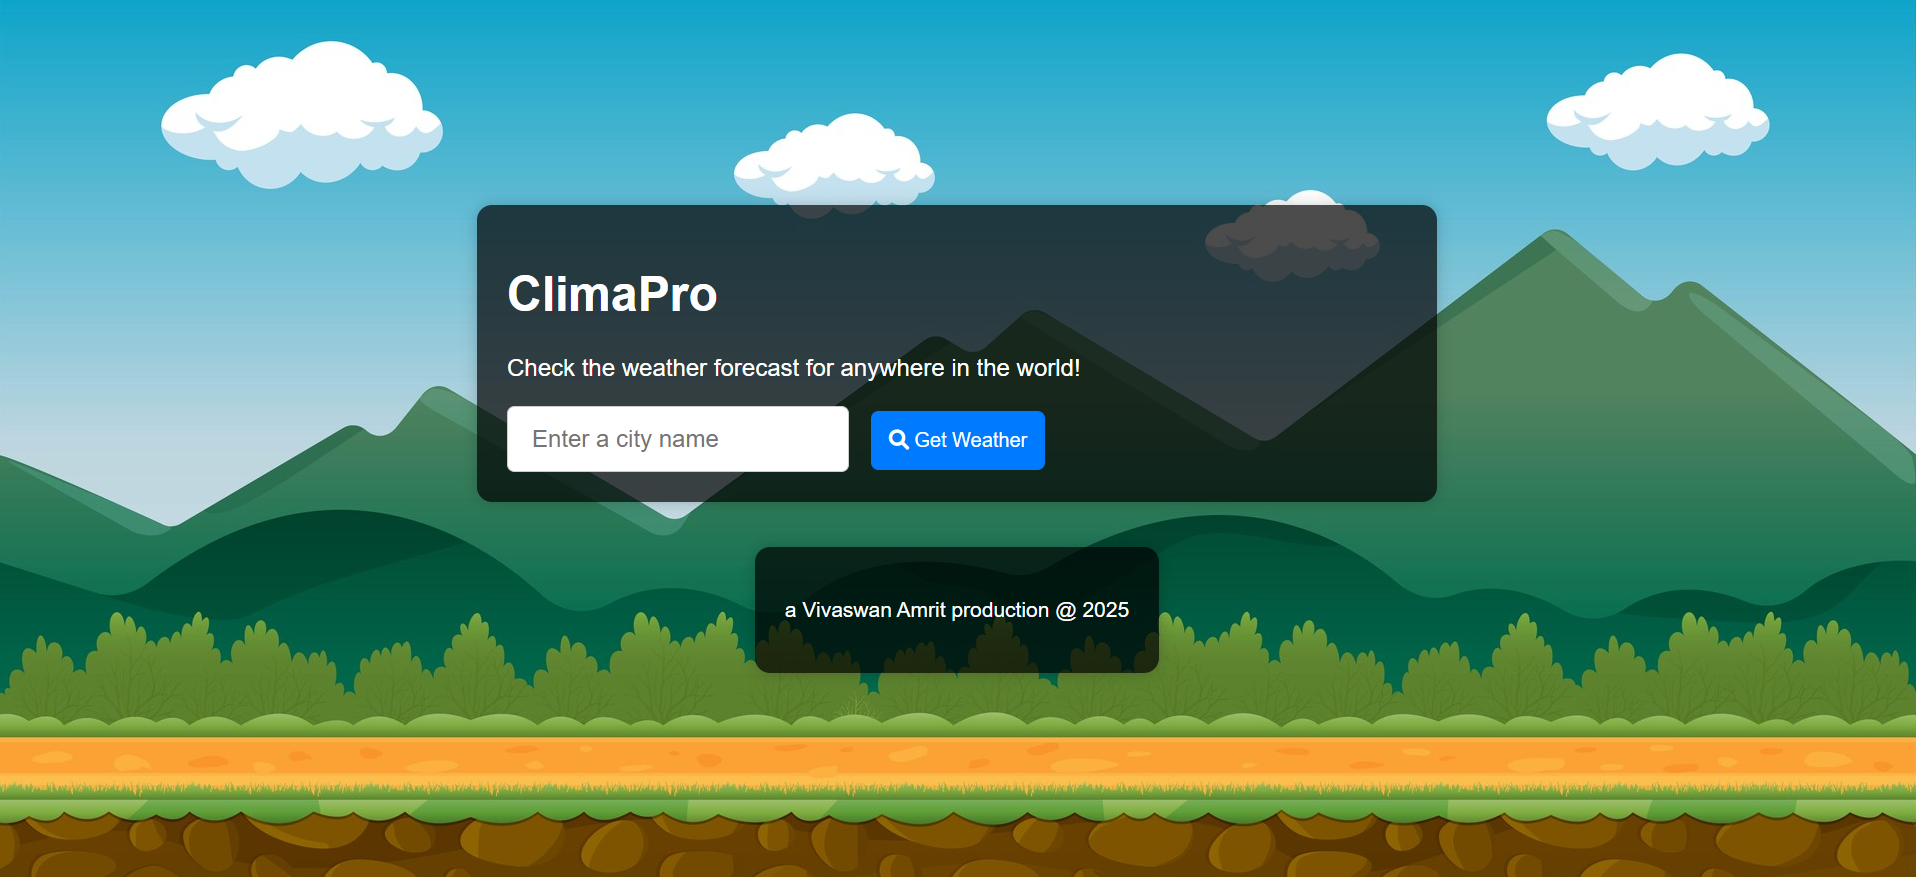 ClimaPro
Check the weather forecast for anywhere in the world!
Enter a city name
Get Weather
a Vivaswan Amrit production @ 2025